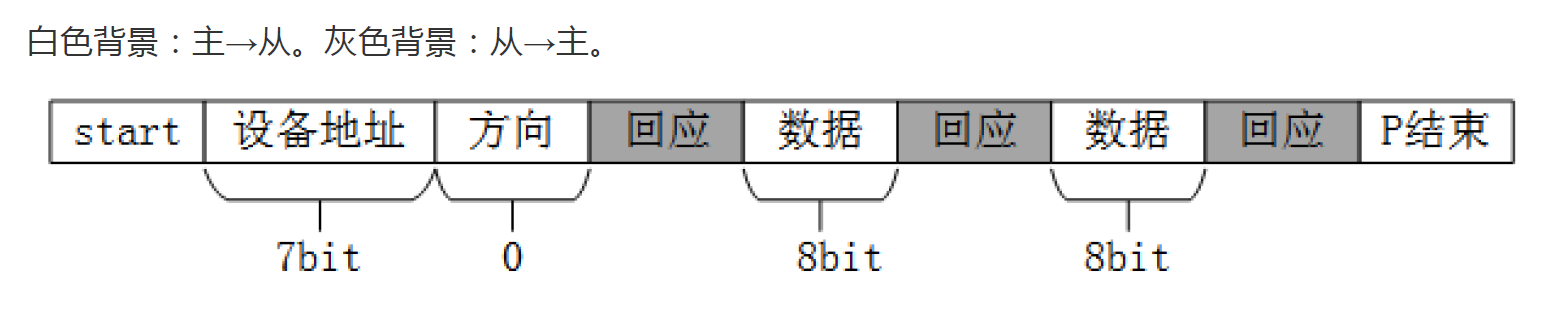 白色背景：主→从。灰色背景：从→主。
start 设备地址 方向 回应 数据 回应 数据 回应 P结束
7bit 0 8bit 8bit